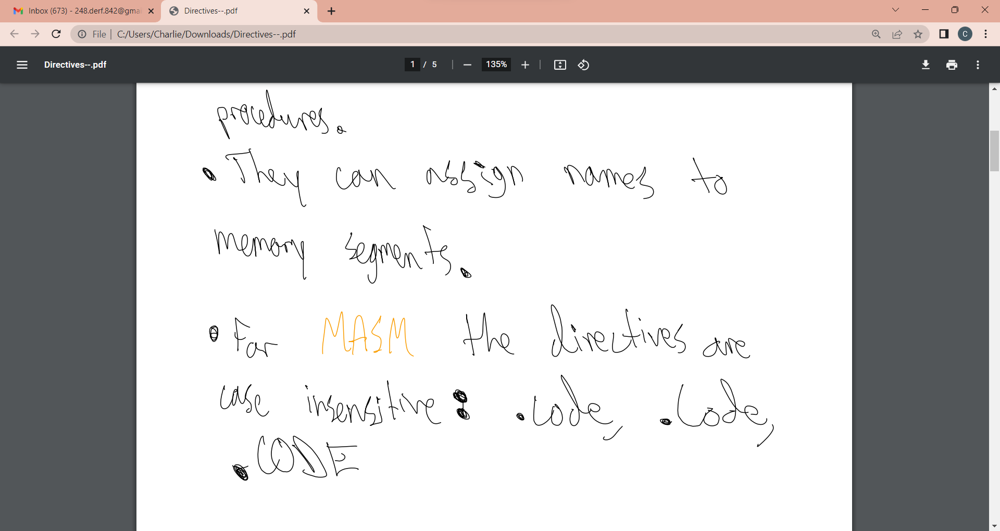 Inbox (673) - 248.derf.842@gmai
Directives--.pdf
File | C:/Users/Charlie/Downloads/Directives--.pdf
C
Directives--.pdf
1 / 5
135%
procedures.
• They can assign names to
memory segments.
• For MASM the directives are
case insensitive: .code, .Code,
.CODE